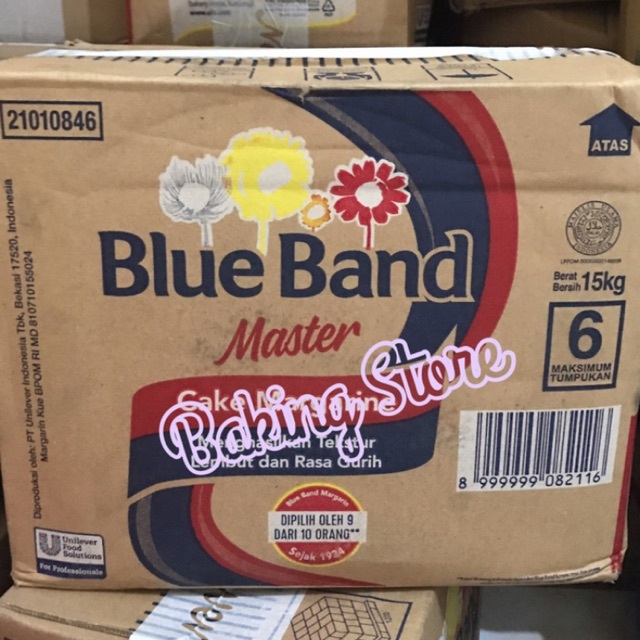 21010846
ATAS
Blue Band
Master
Cake Margarine
Menghasilkan Tekstur
Lembut dan Rasa Gurih
Baking Store
Berat
Bersih 15kg
6
MAKSIMUM
TUMPUKAN
8 999999 082116
Blue Band Margarin
DIPILIH OLEH 9
DARI 10 ORANG**
Sejak 1934
Unilever
Food
Solutions
For Professionals
Diproduksi oleh: PT Unilever Indonesia Tbk, Bekasi 17520, Indonesia
Margarin Kue BPOM RI MD 810710155024